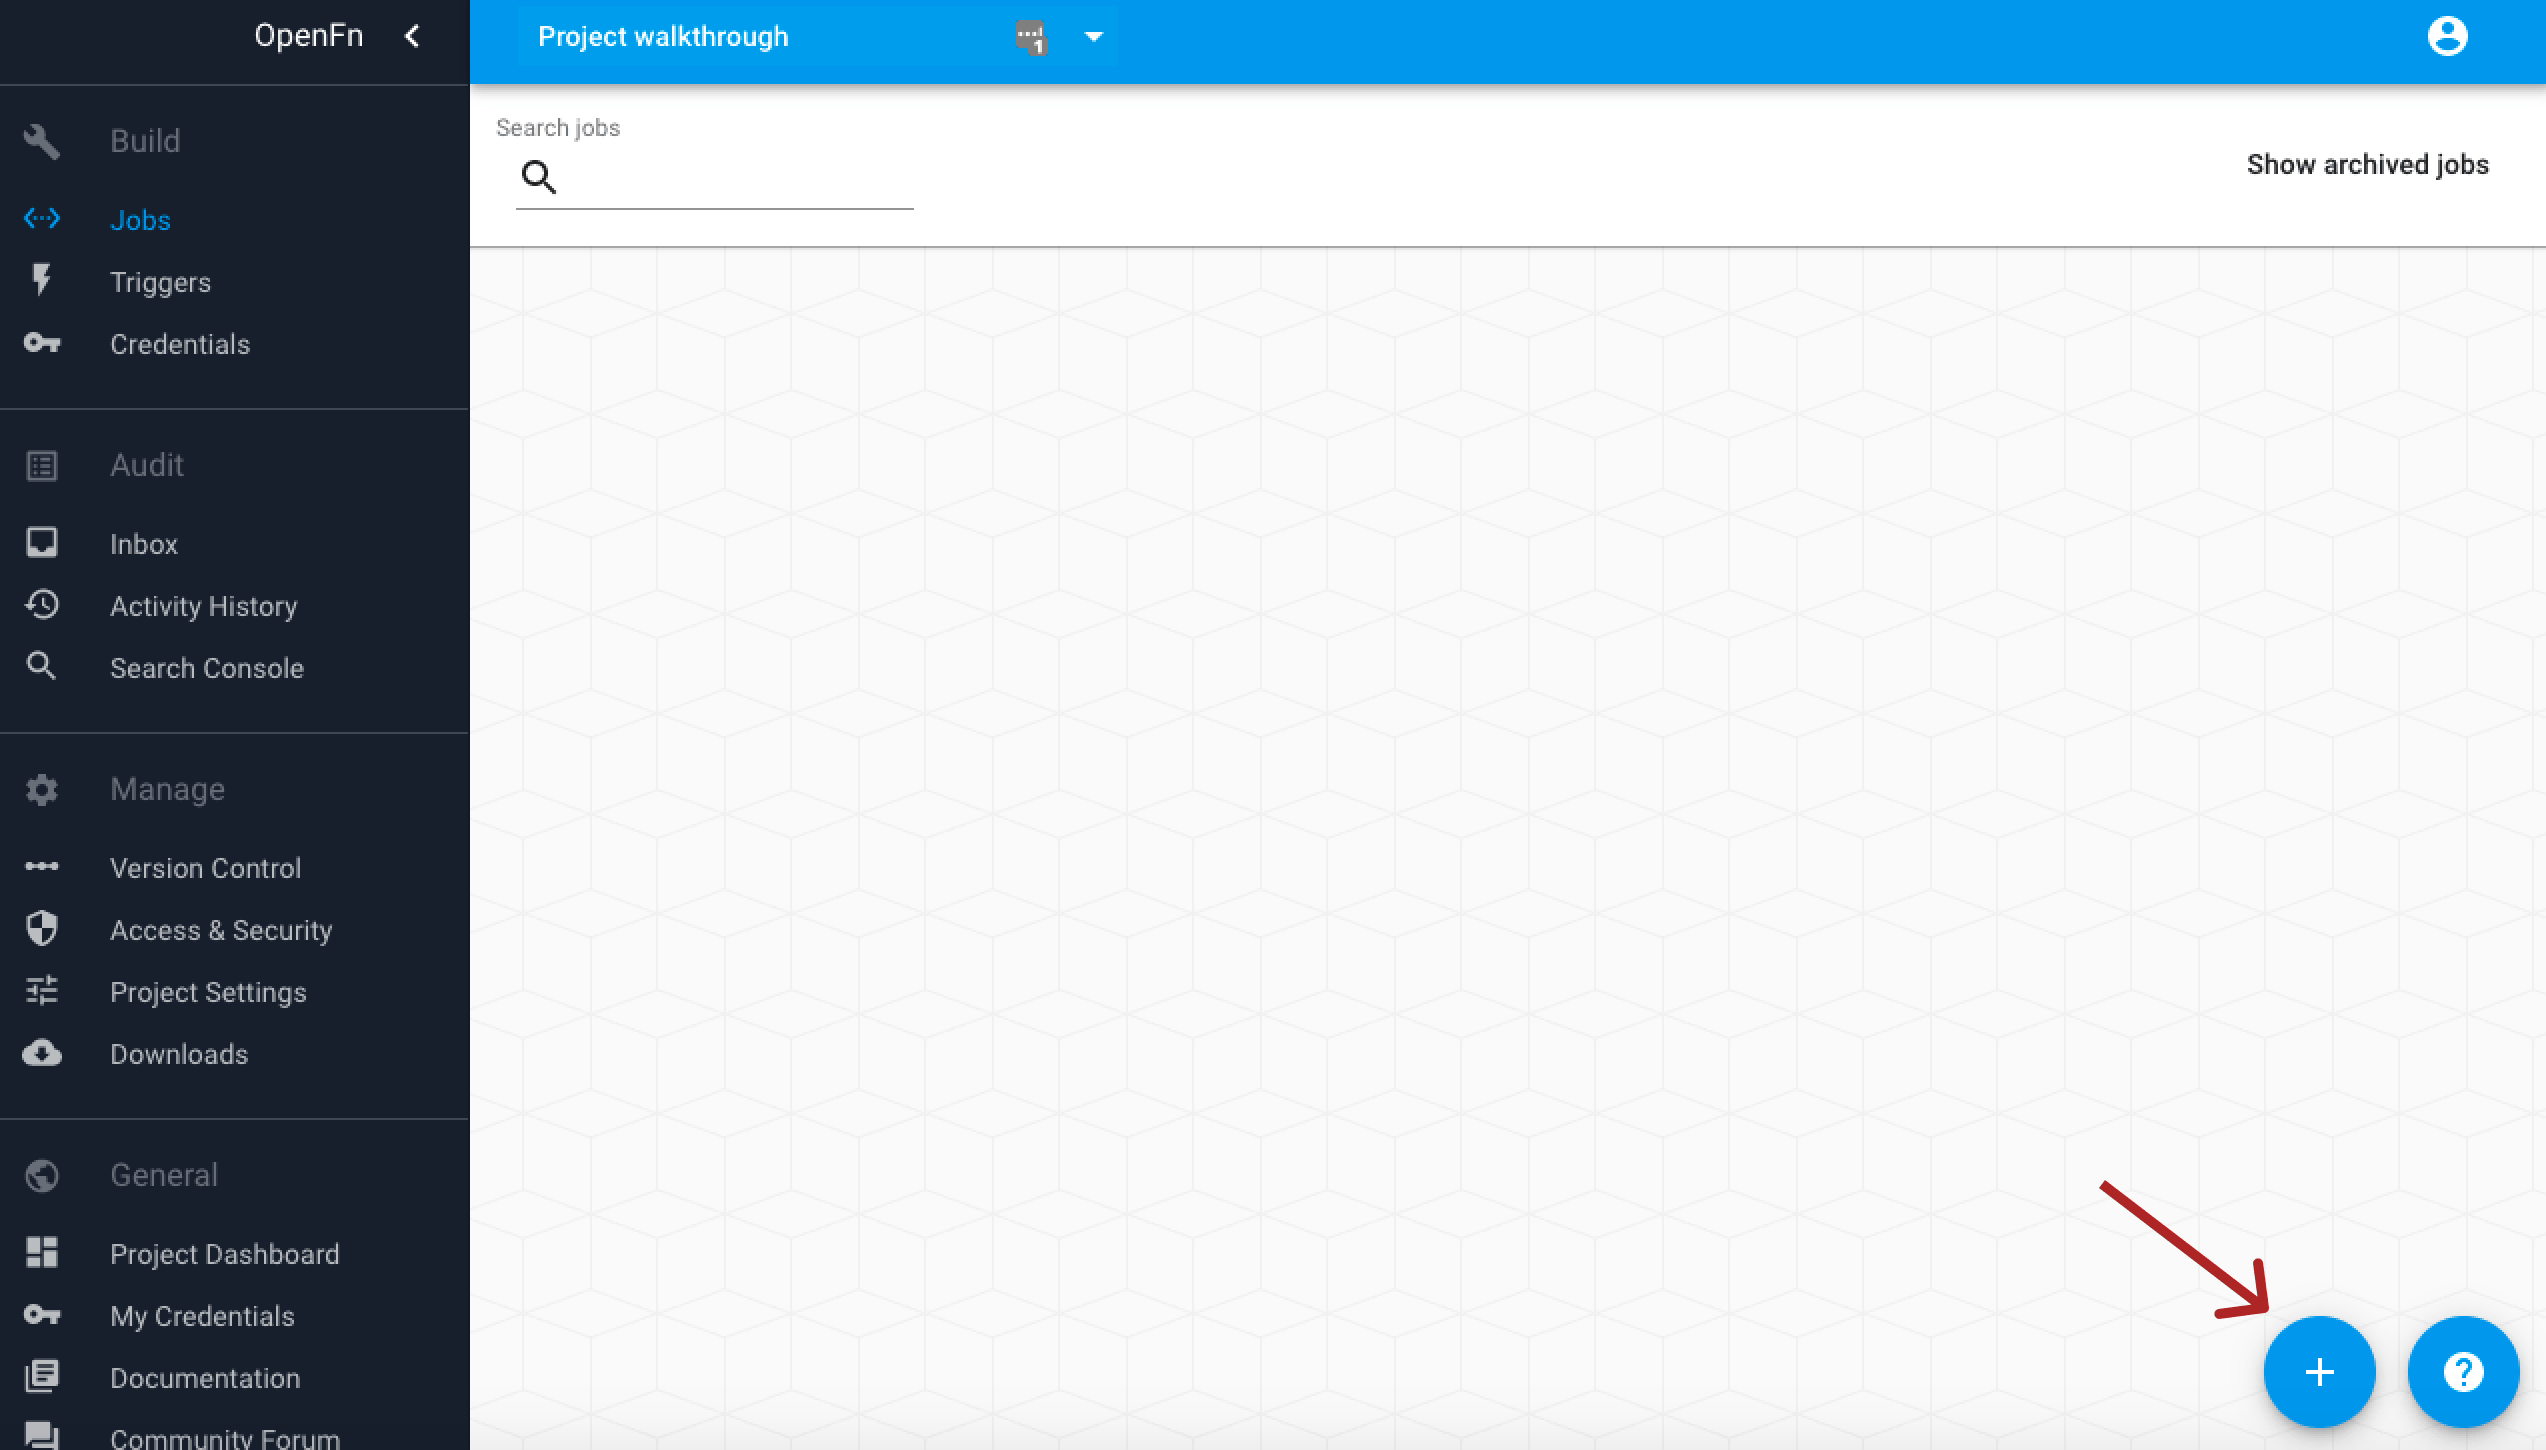 OpenFn
Project walkthrough
1
Build
Search jobs
Show archived jobs
Jobs
Triggers
Credentials
Audit
Inbox
Activity History
Search Console
Manage
Version Control
Access & Security
Project Settings
Downloads
General
Project Dashboard
My Credentials
Documentation
Community Forum
+
?